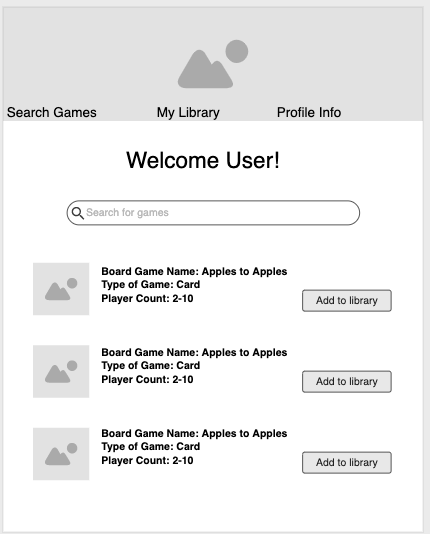 Search Games
My Library
Profile Info
Welcome User!
Search for games
Board Game Name: Apples to Apples
Type of Game: Card
Player Count: 2-10
Add to library
Board Game Name: Apples to Apples
Type of Game: Card
Player Count: 2-10
Add to library
Board Game Name: Apples to Apples
Type of Game: Card
Player Count: 2-10
Add to library